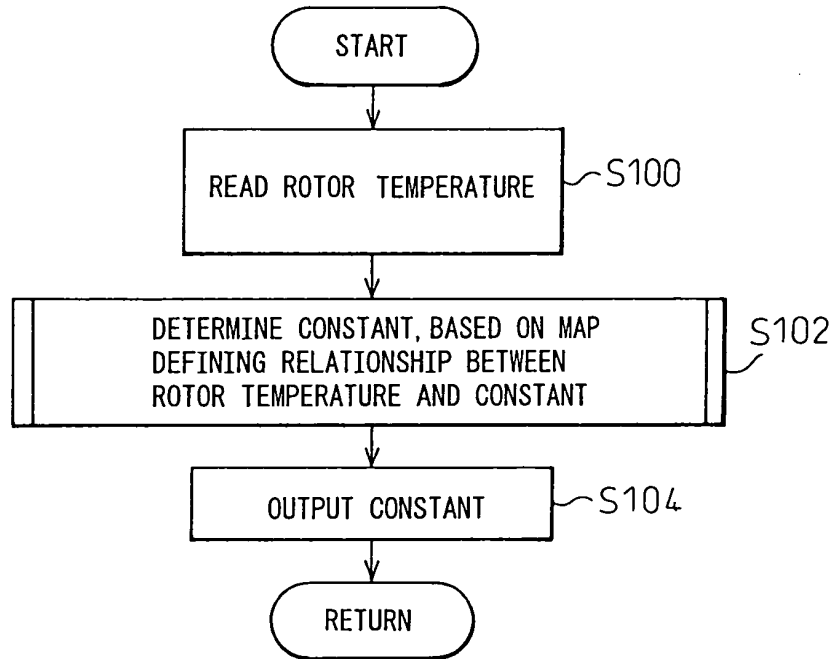 START
READ ROTOR TEMPERATURE
S100
DETERMINE CONSTANT, BASED ON MAP
DEFINING RELATIONSHIP BETWEEN
ROTOR TEMPERATURE AND CONSTANT
S102
OUTPUT CONSTANT
S104
RETURN